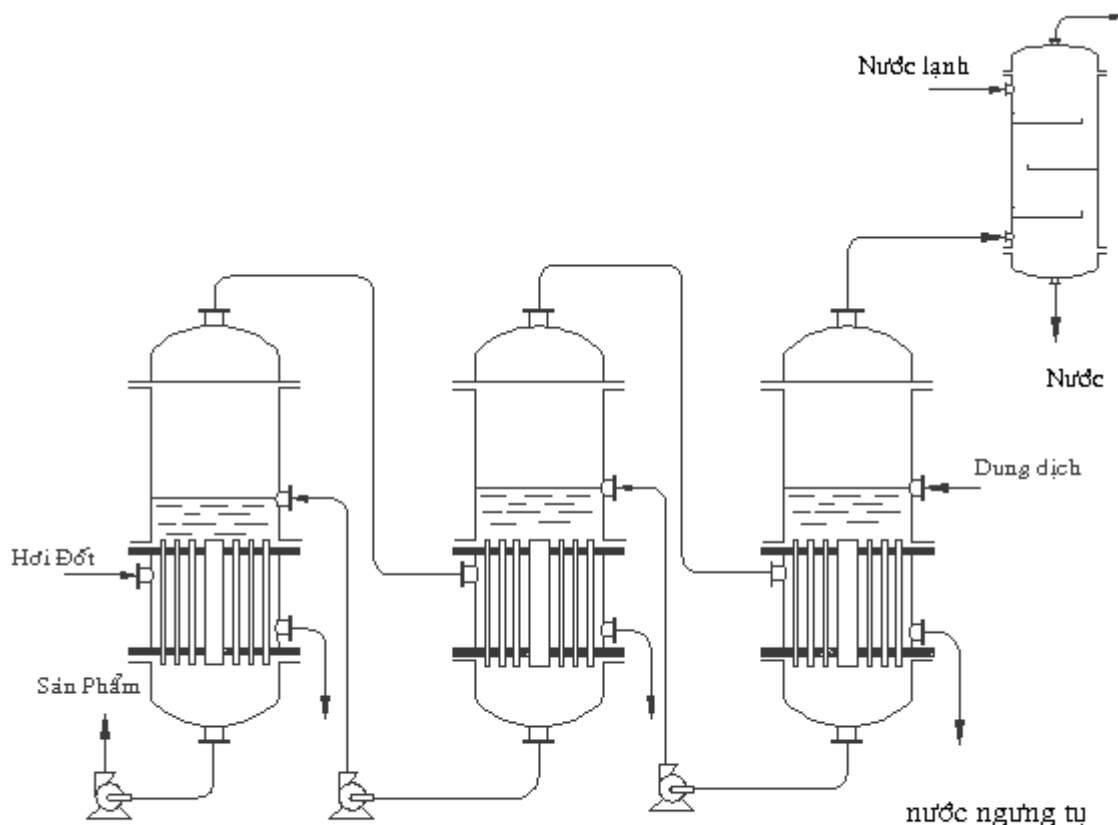 Nước lạnh
Nước
Dung dịch
Hơi Đốt
Sản Phẩm
nước ngưng tụ